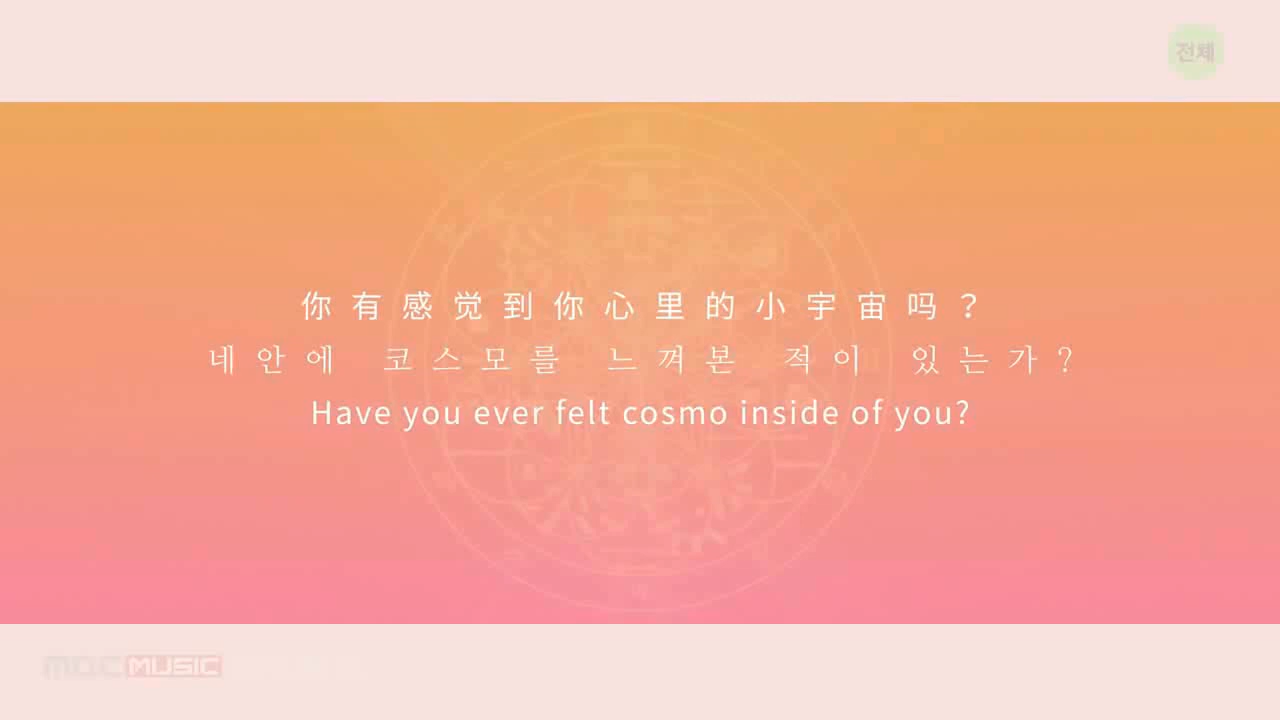 전체
你有感觉到你心里的小宇宙吗？
네안에 코스모를 느껴본 적이 있는가?
Have you ever felt cosmo inside of you?
MUSIC